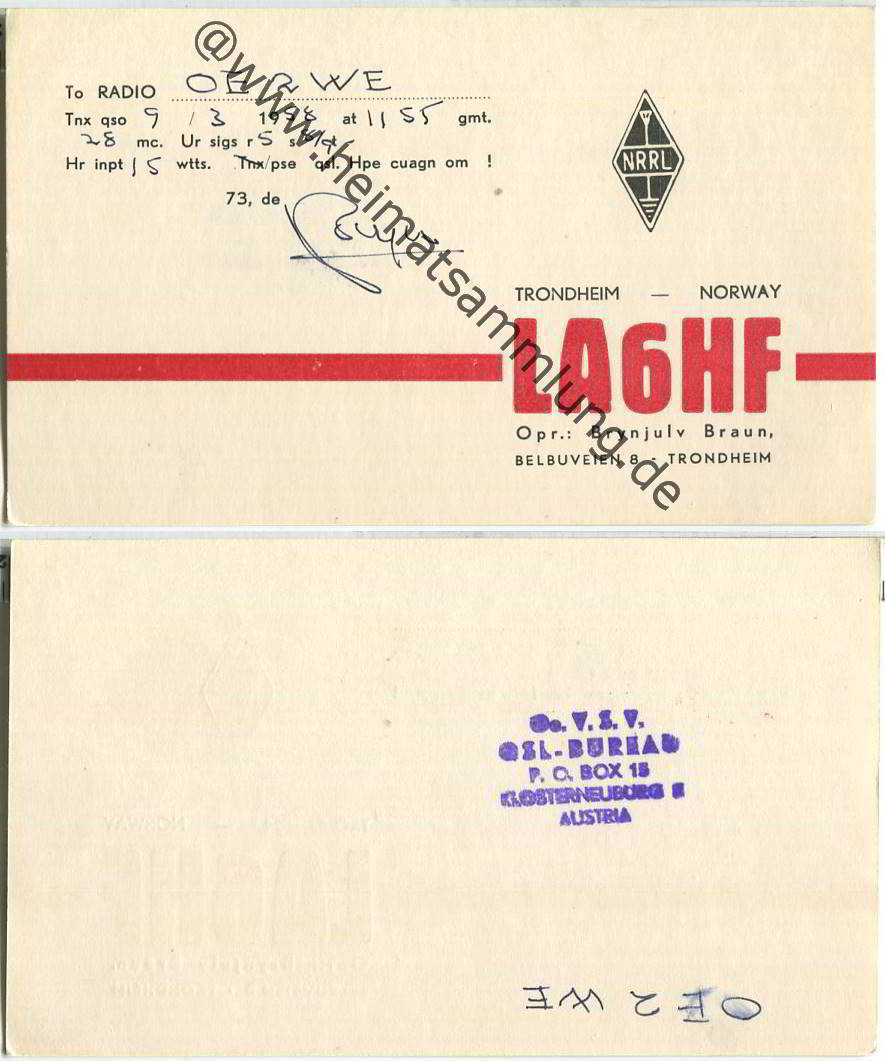 To RADIO OE2WE
Tnx qso 9 / 3 1958 at 1155 gmt.
28 mc. Ur sigs r 5 s
Hr inpt 15 wtts. Tnx/pse qsl. Hpe cuagn om !
73, de
NRRL
TRONDHEIM — NORWAY
LA6HF
Opr.: Brynjulv Braun,
BELBUVEIEN 8 - TRONDHEIM
@www.heimatsammlung.de
Oe. V. S. V.
QSL-BUREAU
P. O. BOX 15
KLOSTERNEUBURG 2
AUSTRIA
OE2WE